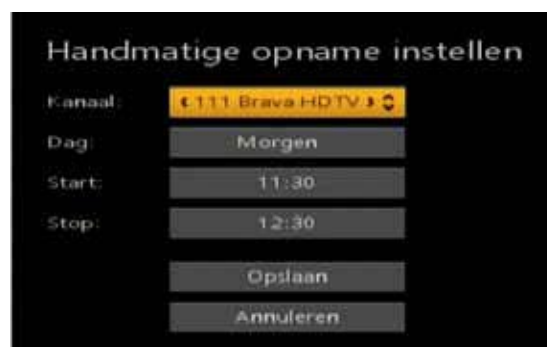 Handmatige opname instellen
Kanaal: 111 Brava HDTV
Dag: Morgen
Start: 11:30
Stop: 12:30
Opslaan
Annuleren